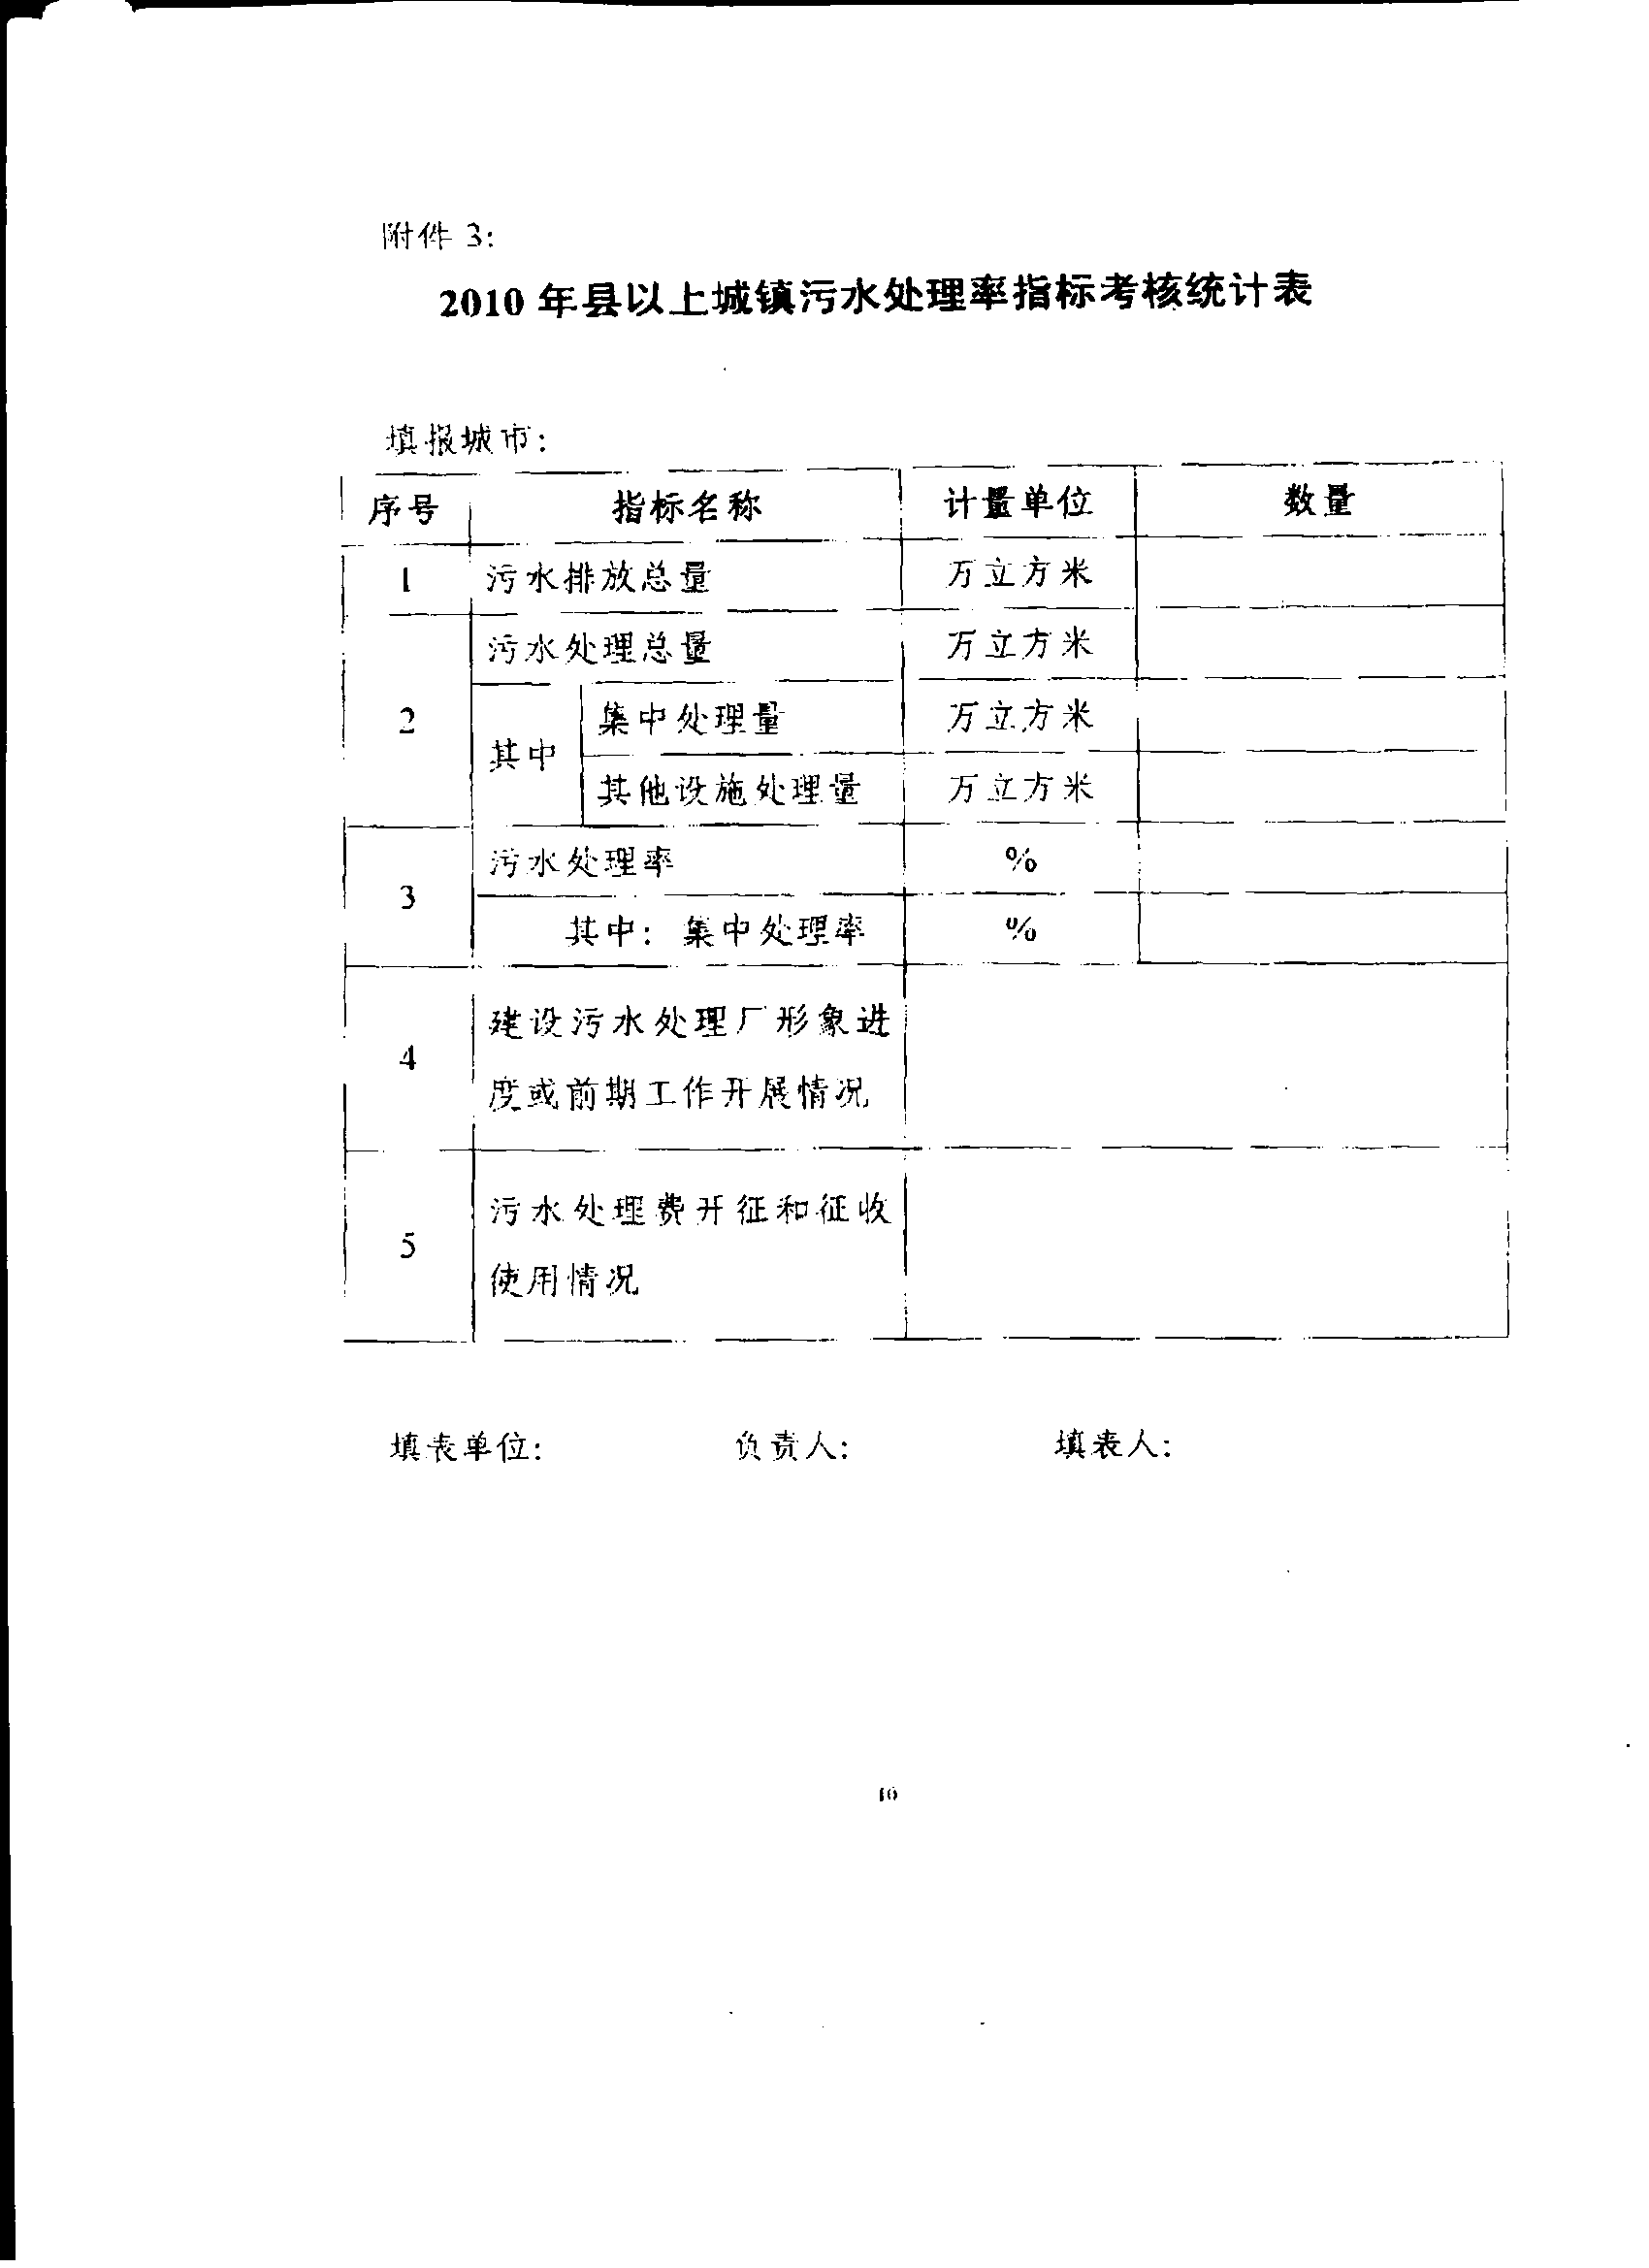 附件 3:
2010 年县以上城镇污水处理率指标考核统计表
填报城市:
序号 指标名称 计量单位 数量
1 污水排放总量 万立方米
污水处理总量 万立方米
2
其中
集中处理量 万立方米
其他设施处理量 万立方米
3
污水处理率 %
其中: 集中处理率 %
4
建设污水处理厂形象进
度或前期工作开展情况
5
污水处理费开征和征收
使用情况
填表单位: 负责人: 填表人:
10